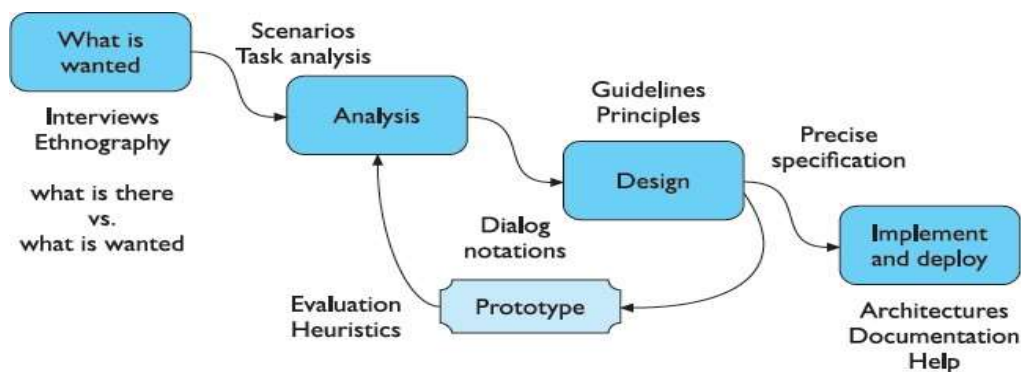 What is
wanted
Scenarios
Task analysis
Interviews
Ethnography
what is there
vs.
what is wanted
Analysis
Guidelines
Principles
Design
Precise
specification
Dialog
notations
Implement
and deploy
Evaluation
Heuristics
Prototype
Architectures
Documentation
Help